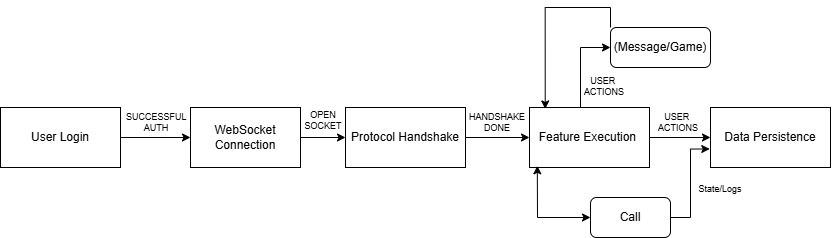 (Message/Game)
USER
ACTIONS
User Login
SUCCESSFUL
AUTH
WebSocket
Connection
OPEN
SOCKET
Protocol Handshake
HANDSHAKE
DONE
Feature Execution
USER
ACTIONS
Data Persistence
State/Logs
Call